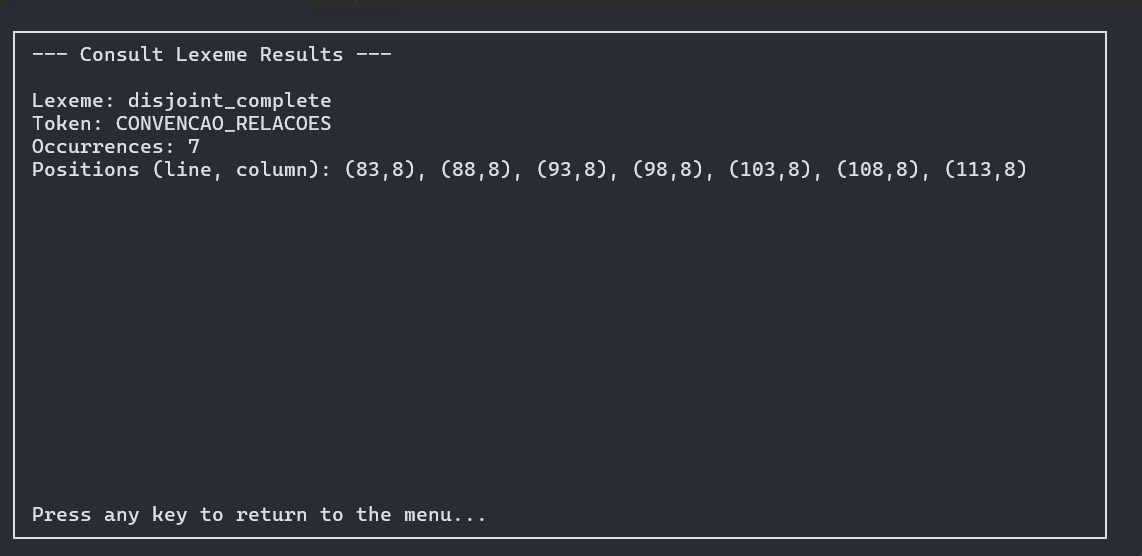 --- Consult Lexeme Results ---
Lexeme: disjoint_complete
Token: CONVENCAO_RELACOES
Occurrences: 7
Positions (line, column): (83,8), (88,8), (93,8), (98,8), (103,8), (108,8), (113,8)
Press any key to return to the menu...